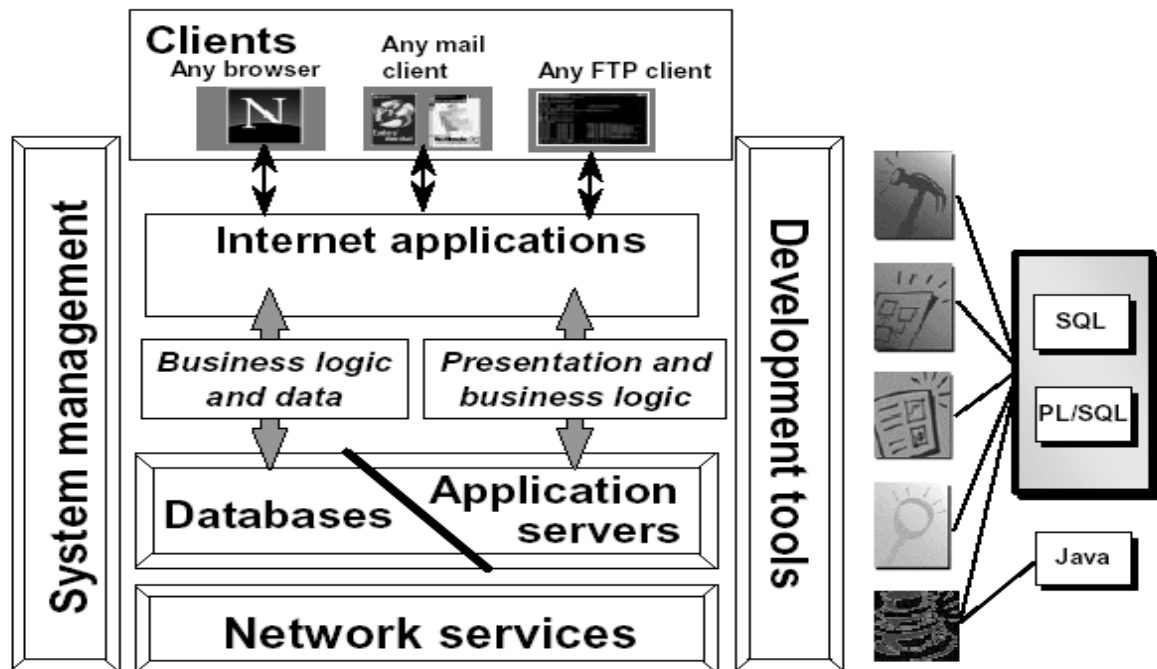 Clients
Any browser
Any mail
client
Any FTP client
System management
Internet applications
Business logic
and data
Presentation and
business logic
Databases
Application
servers
Network services
Development tools
N
SQL
PL/SQL
Java